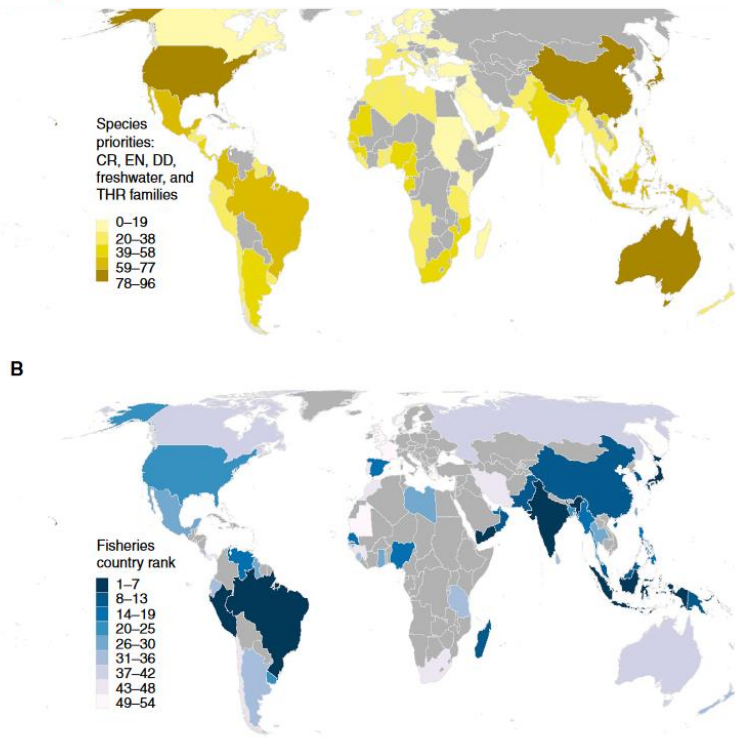 Species
priorities:
CR, EN, DD,
freshwater, and
THR families
0–19
20–38
39–58
59–77
78–96
B
Fisheries
country rank
1–7
8–13
14–19
20–25
26–30
31–36
37–42
43–48
49–54